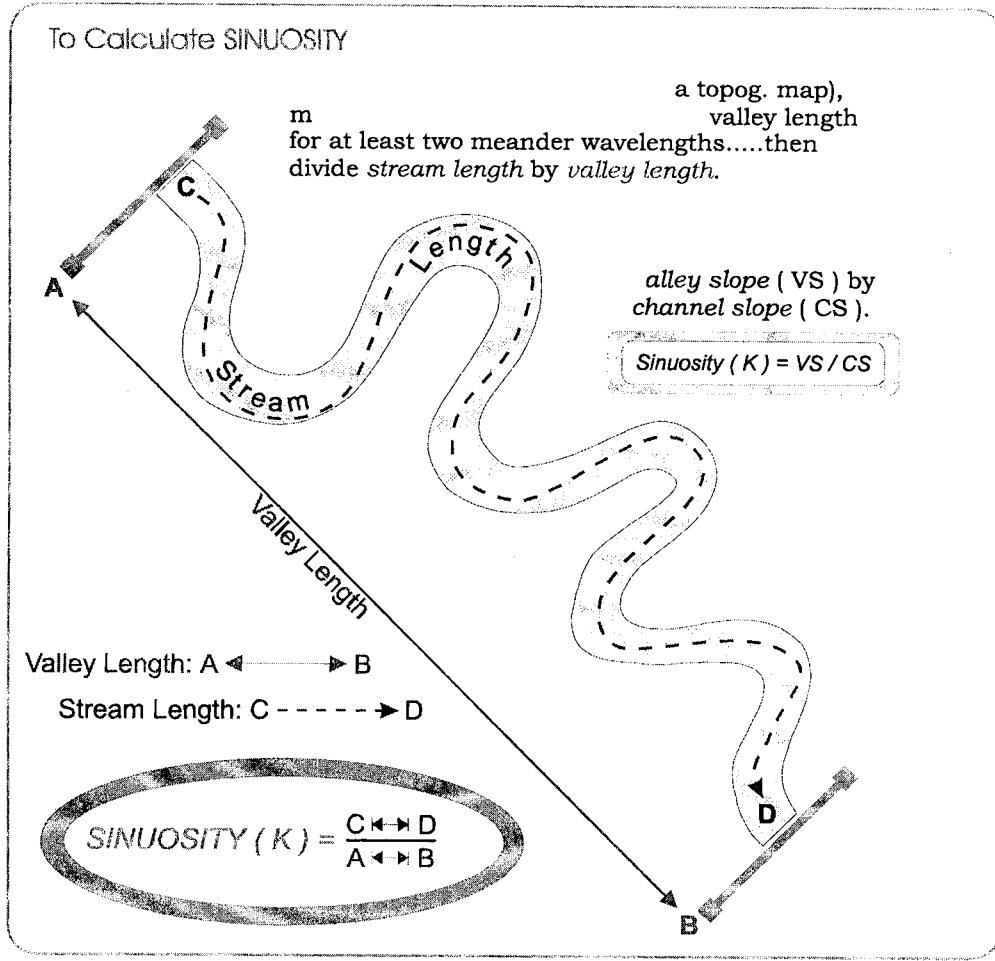 To Calculate SINUOSITY
a topog. map),
m valley length
for at least two meander wavelengths.....then
divide stream length by valley length.
C
Length
A
alley slope ( VS ) by
channel slope ( CS ).
Sinuosity ( K ) = VS / CS
Stream
Valley Length
Valley Length: A B
Stream Length: C D
D
SINUOSITY ( K ) = C D
A B
B